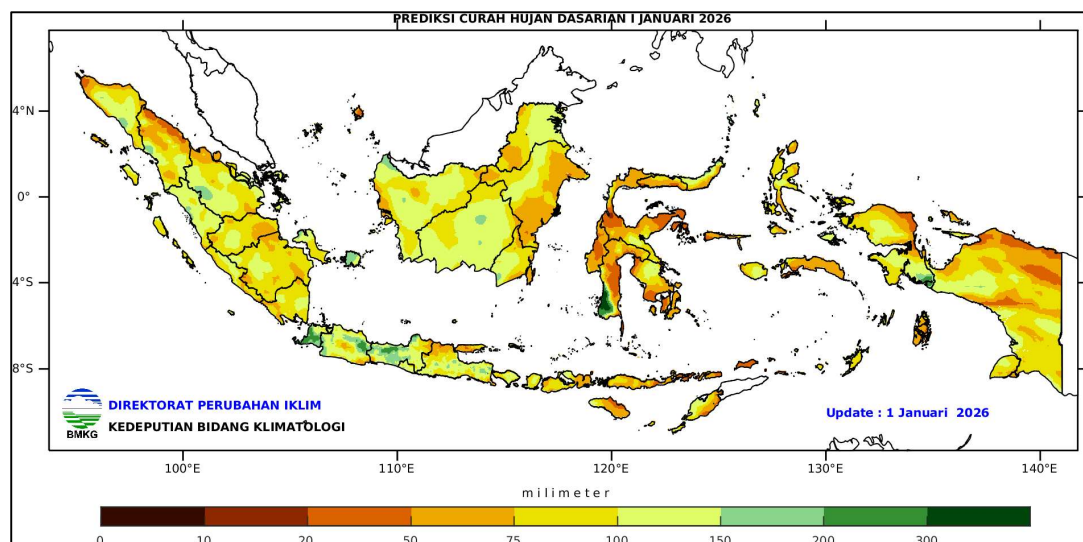 PREDIKSI CURAH HUJAN DASARIAN I JANUARI 2026
4°N
0°
4°S
8°S
DIREKTORAT PERUBAHAN IKLIM
KEDEPUTIAN BIDANG KLIMATOLOGI
BMKG
Update : 1 Januari 2026
100°E 110°E 120°E 130°E 140°E
milimeter
0 10 20 50 75 100 150 200 300